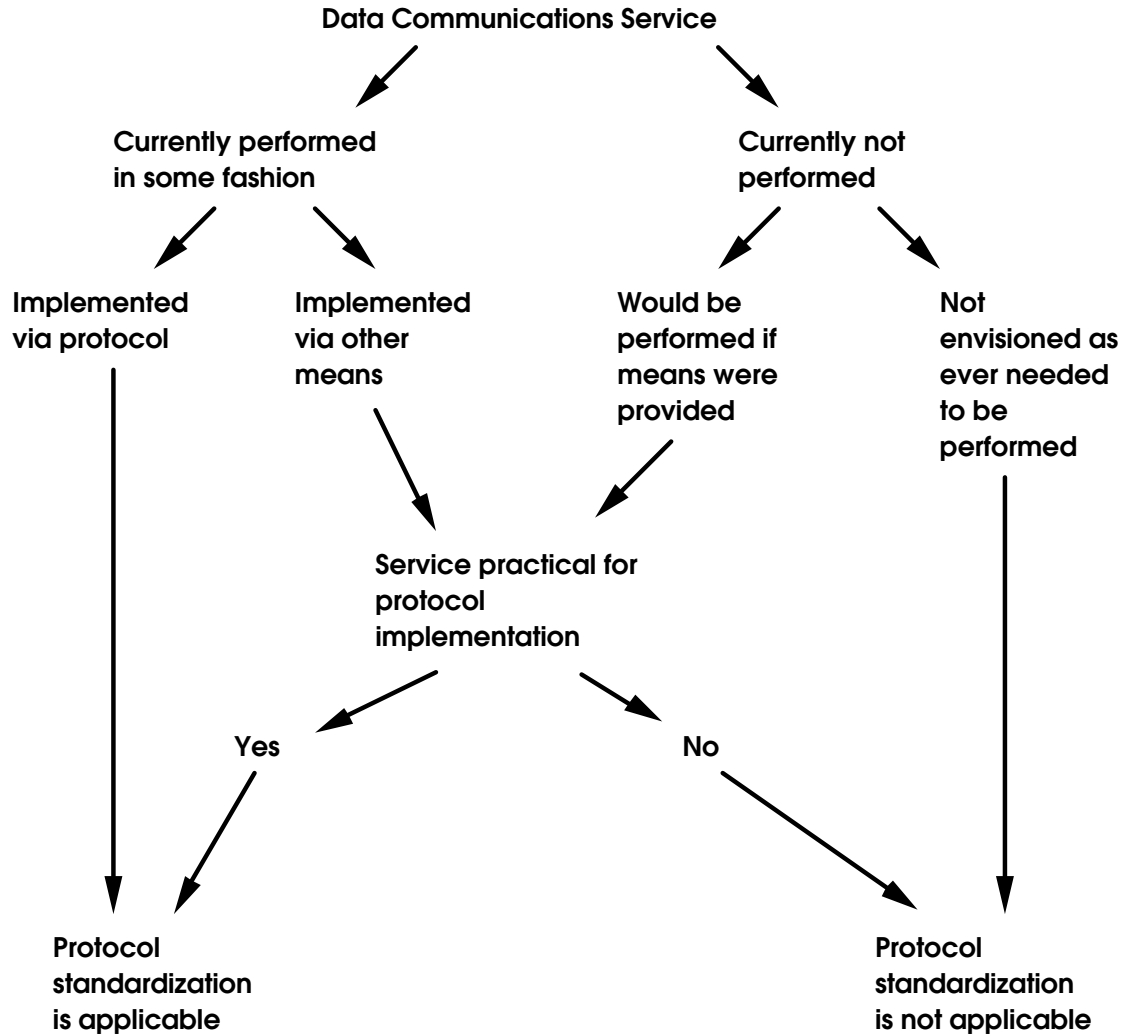 Data Communications Service
Currently performed
in some fashion
Currently not
performed
Implemented
via protocol
Implemented
via other
means
Would be
performed if
means were
provided
Not
envisioned as
ever needed
to be
performed
Service practical for
protocol
implementation
Yes
No
Protocol
standardization
is applicable
Protocol
standardization
is not applicable